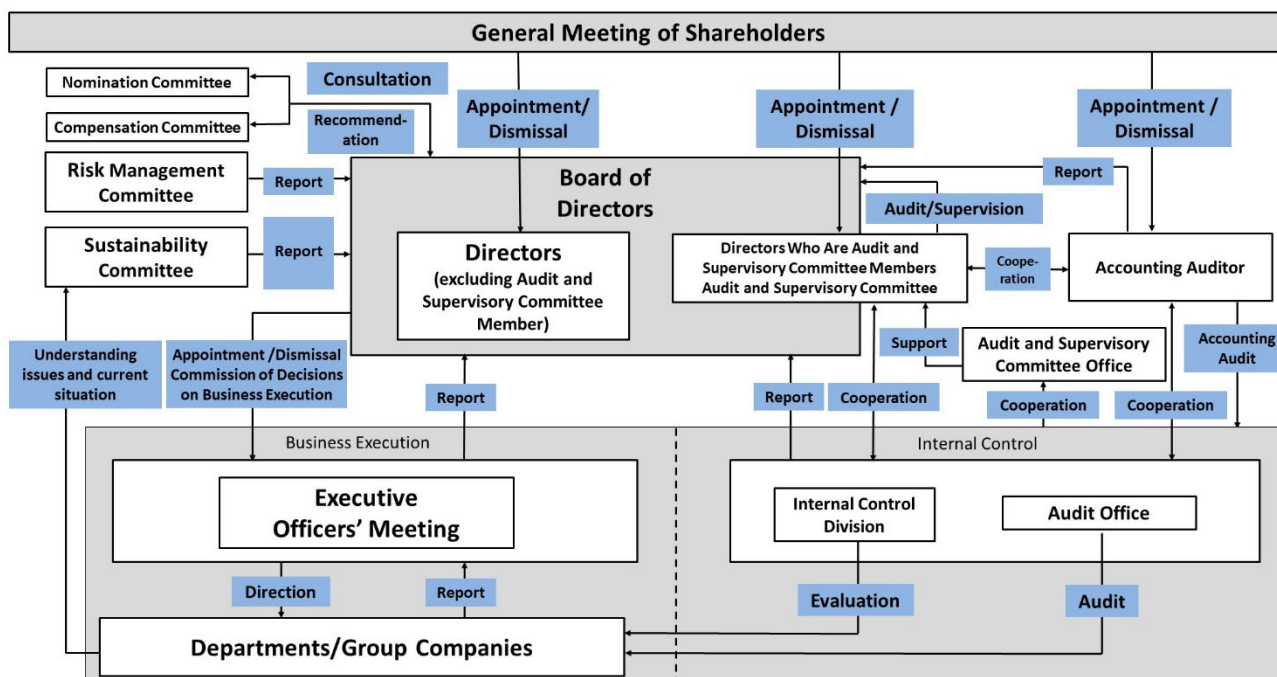 General Meeting of Shareholders
Nomination Committee
Consultation
Compensation Committee
Recommend-
ation
Appointment/
Dismissal
Appointment /
Dismissal
Appointment /
Dismissal
Risk Management
Committee
Report
Board of
Directors
Report
Audit/Supervision
Sustainability
Committee
Report
Directors
(excluding Audit and
Supervisory Committee
Member)
Directors Who Are Audit and
Supervisory Committee Members
Audit and Supervisory Committee
Coope-
ration
Accounting Auditor
Understanding
issues and current
situation
Appointment /Dismissal
Commission of Decisions
on Business Execution
Report
Report
Cooperation
Support
Audit and Supervisory
Committee Office
Cooperation
Cooperation
Accounting
Audit
Business Execution
Internal Control
Executive
Officers’ Meeting
Internal Control
Division
Audit Office
Direction
Report
Evaluation
Audit
Departments/Group Companies